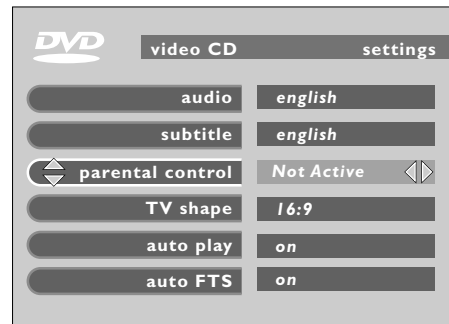 DVD
video CD settings
audio english
subtitle english
parental control Not Active
TV shape 16:9
auto play on
auto FTS on